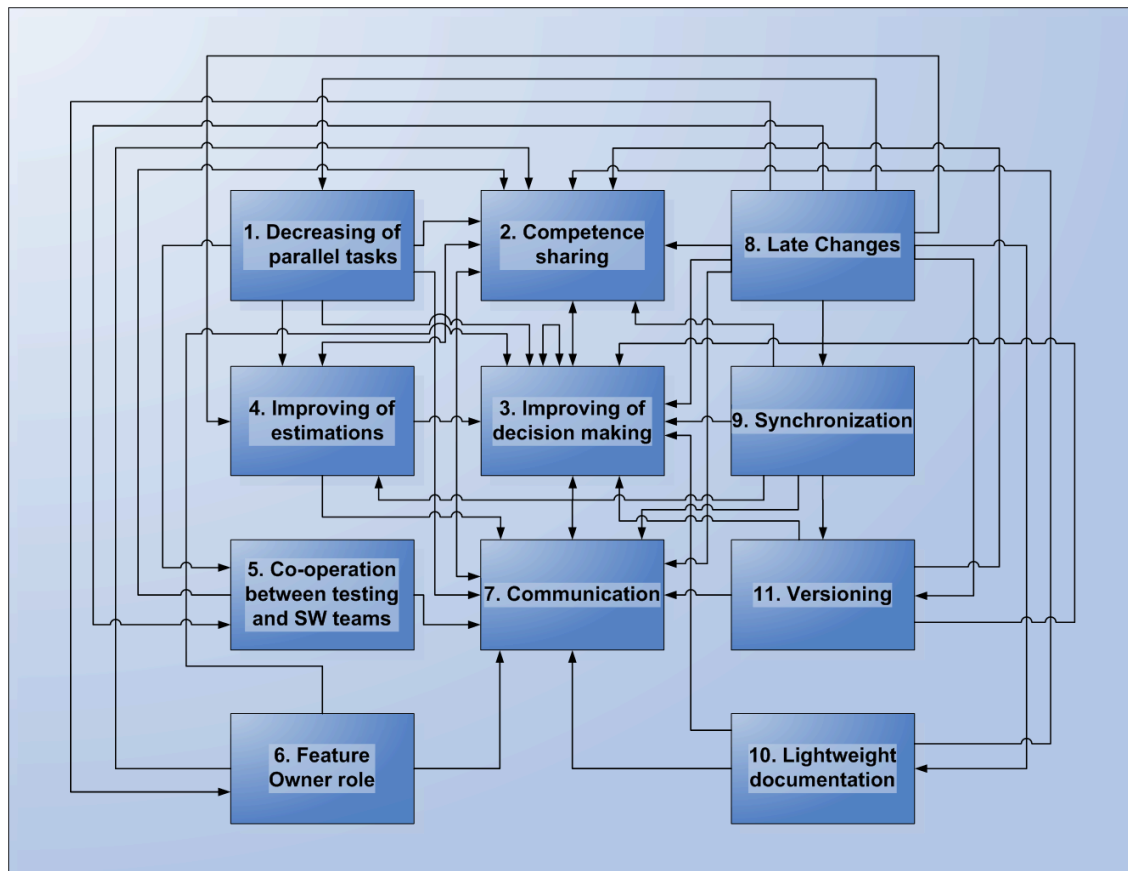 1. Decreasing of
parallel tasks
2. Competence
sharing
8. Late Changes
4. Improving of
estimations
3. Improving of
decision making
9. Synchronization
5. Co-operation
between testing
and SW teams
7. Communication
11. Versioning
6. Feature
Owner role
10. Lightweight
documentation